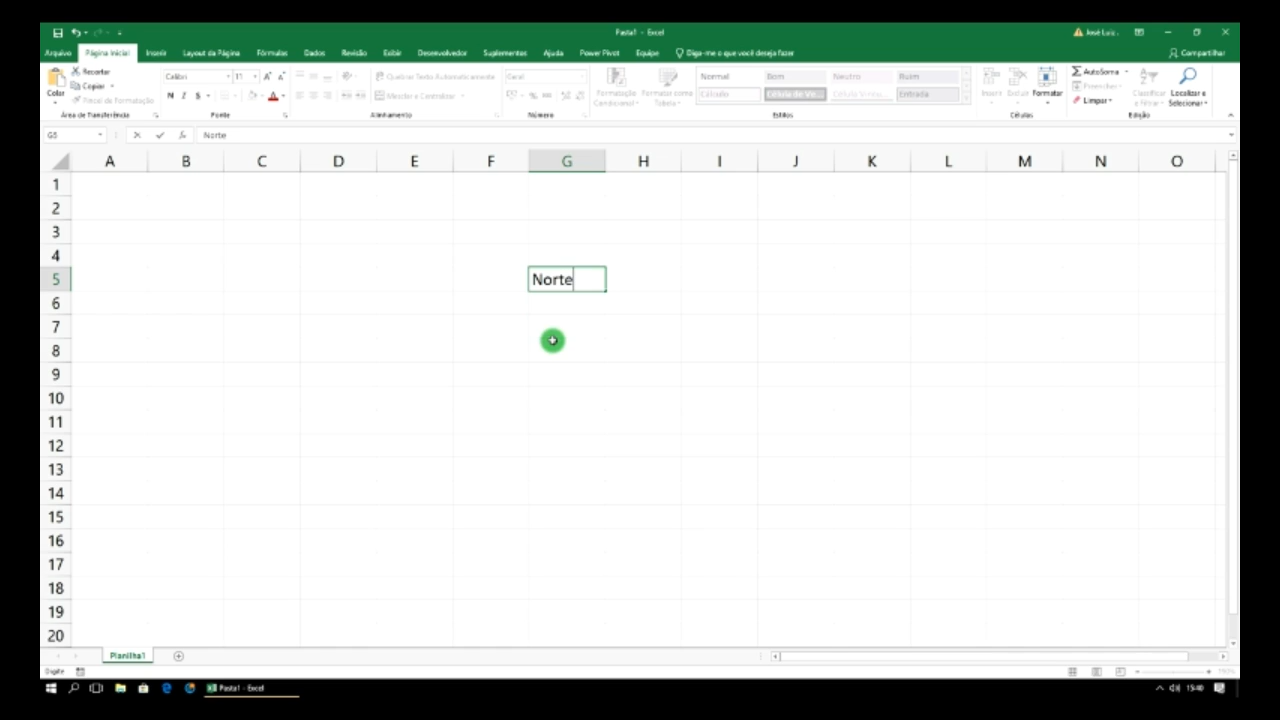 Pasta1 - Excel
José Luiz.
Arquivo Página Inicial Inserir Layout da Página Fórmulas Dados Revisão Exibir Desenvolvedor Suplementos Ajuda Power Pivot Equipe Diga-me o que você deseja fazer Compartilhar
Colar
Recortar
Copiar
Pincel de Formatação
Área de Transferência
Calibri 11
N I S
Fonte
Quebrar Texto Automaticamente
Mesclar e Centralizar
Alinhamento
Geral
Número
Formatação Condicional
Formatar como Tabela
Normal Bom Neutro Ruim
Cálculo Célula de Ve... Célula Vincu... Entrada
Estilos
Inserir Excluir Formatar
Células
AutoSoma
Preencher
Limpar
Classificar e Filtrar
Localizar e Selecionar
Edição
G5 fx Norte
A B C D E F G H I J K L M N O
1
2
3
4
5 Norte
6
7
8
9
10
11
12
13
14
15
16
17
18
19
20
Planilha1
Digite
Pasta1 - Excel
15:40